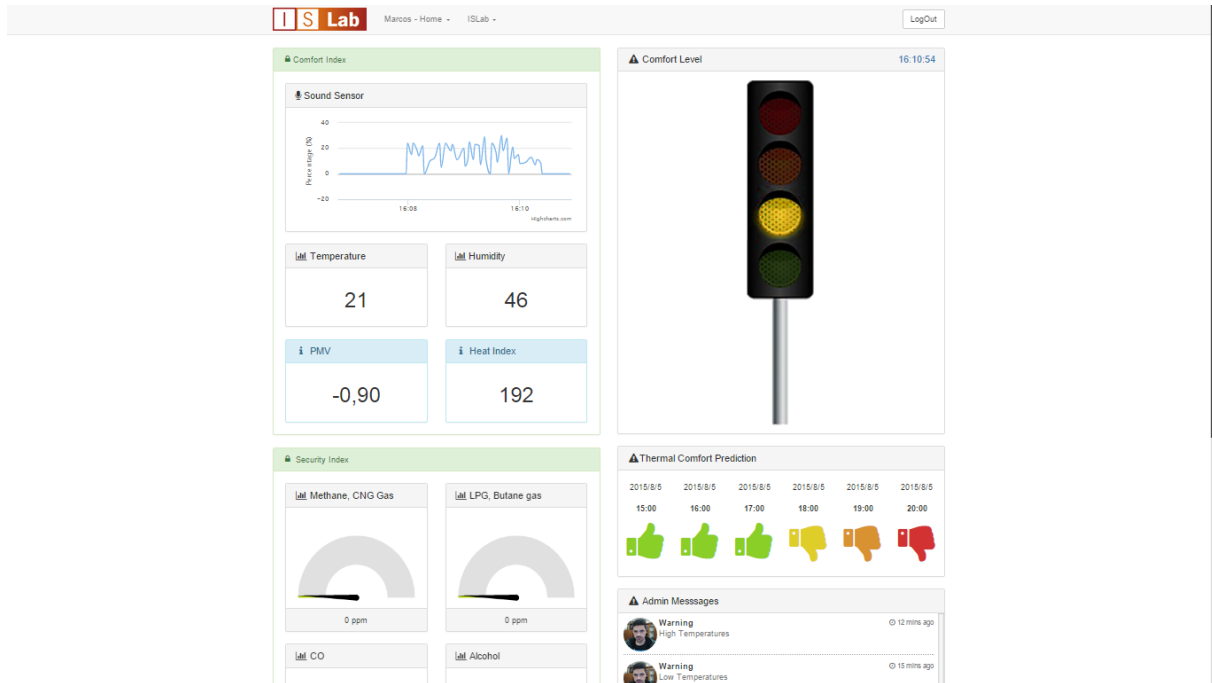 IS Lab Marcos - Home ISLab LogOut
Comfort Index
Sound Sensor
Percentage (%)
40
20
0
-20
16:08 16:10
Highcharts.com
Temperature Humidity
21 46
PMV Heat Index
-0,90 192
Security Index
Methane, CNG Gas LPG, Butane gas
0 ppm 0 ppm
CO Alcohol
Comfort Level 16:10:54
Thermal Comfort Prediction
2015/8/5 2015/8/5 2015/8/5 2015/8/5 2015/8/5 2015/8/5
15:00 16:00 17:00 18:00 19:00 20:00
Admin Messsages
Warning 12 mins ago
High Temperatures
Warning 15 mins ago
Low Temperatures